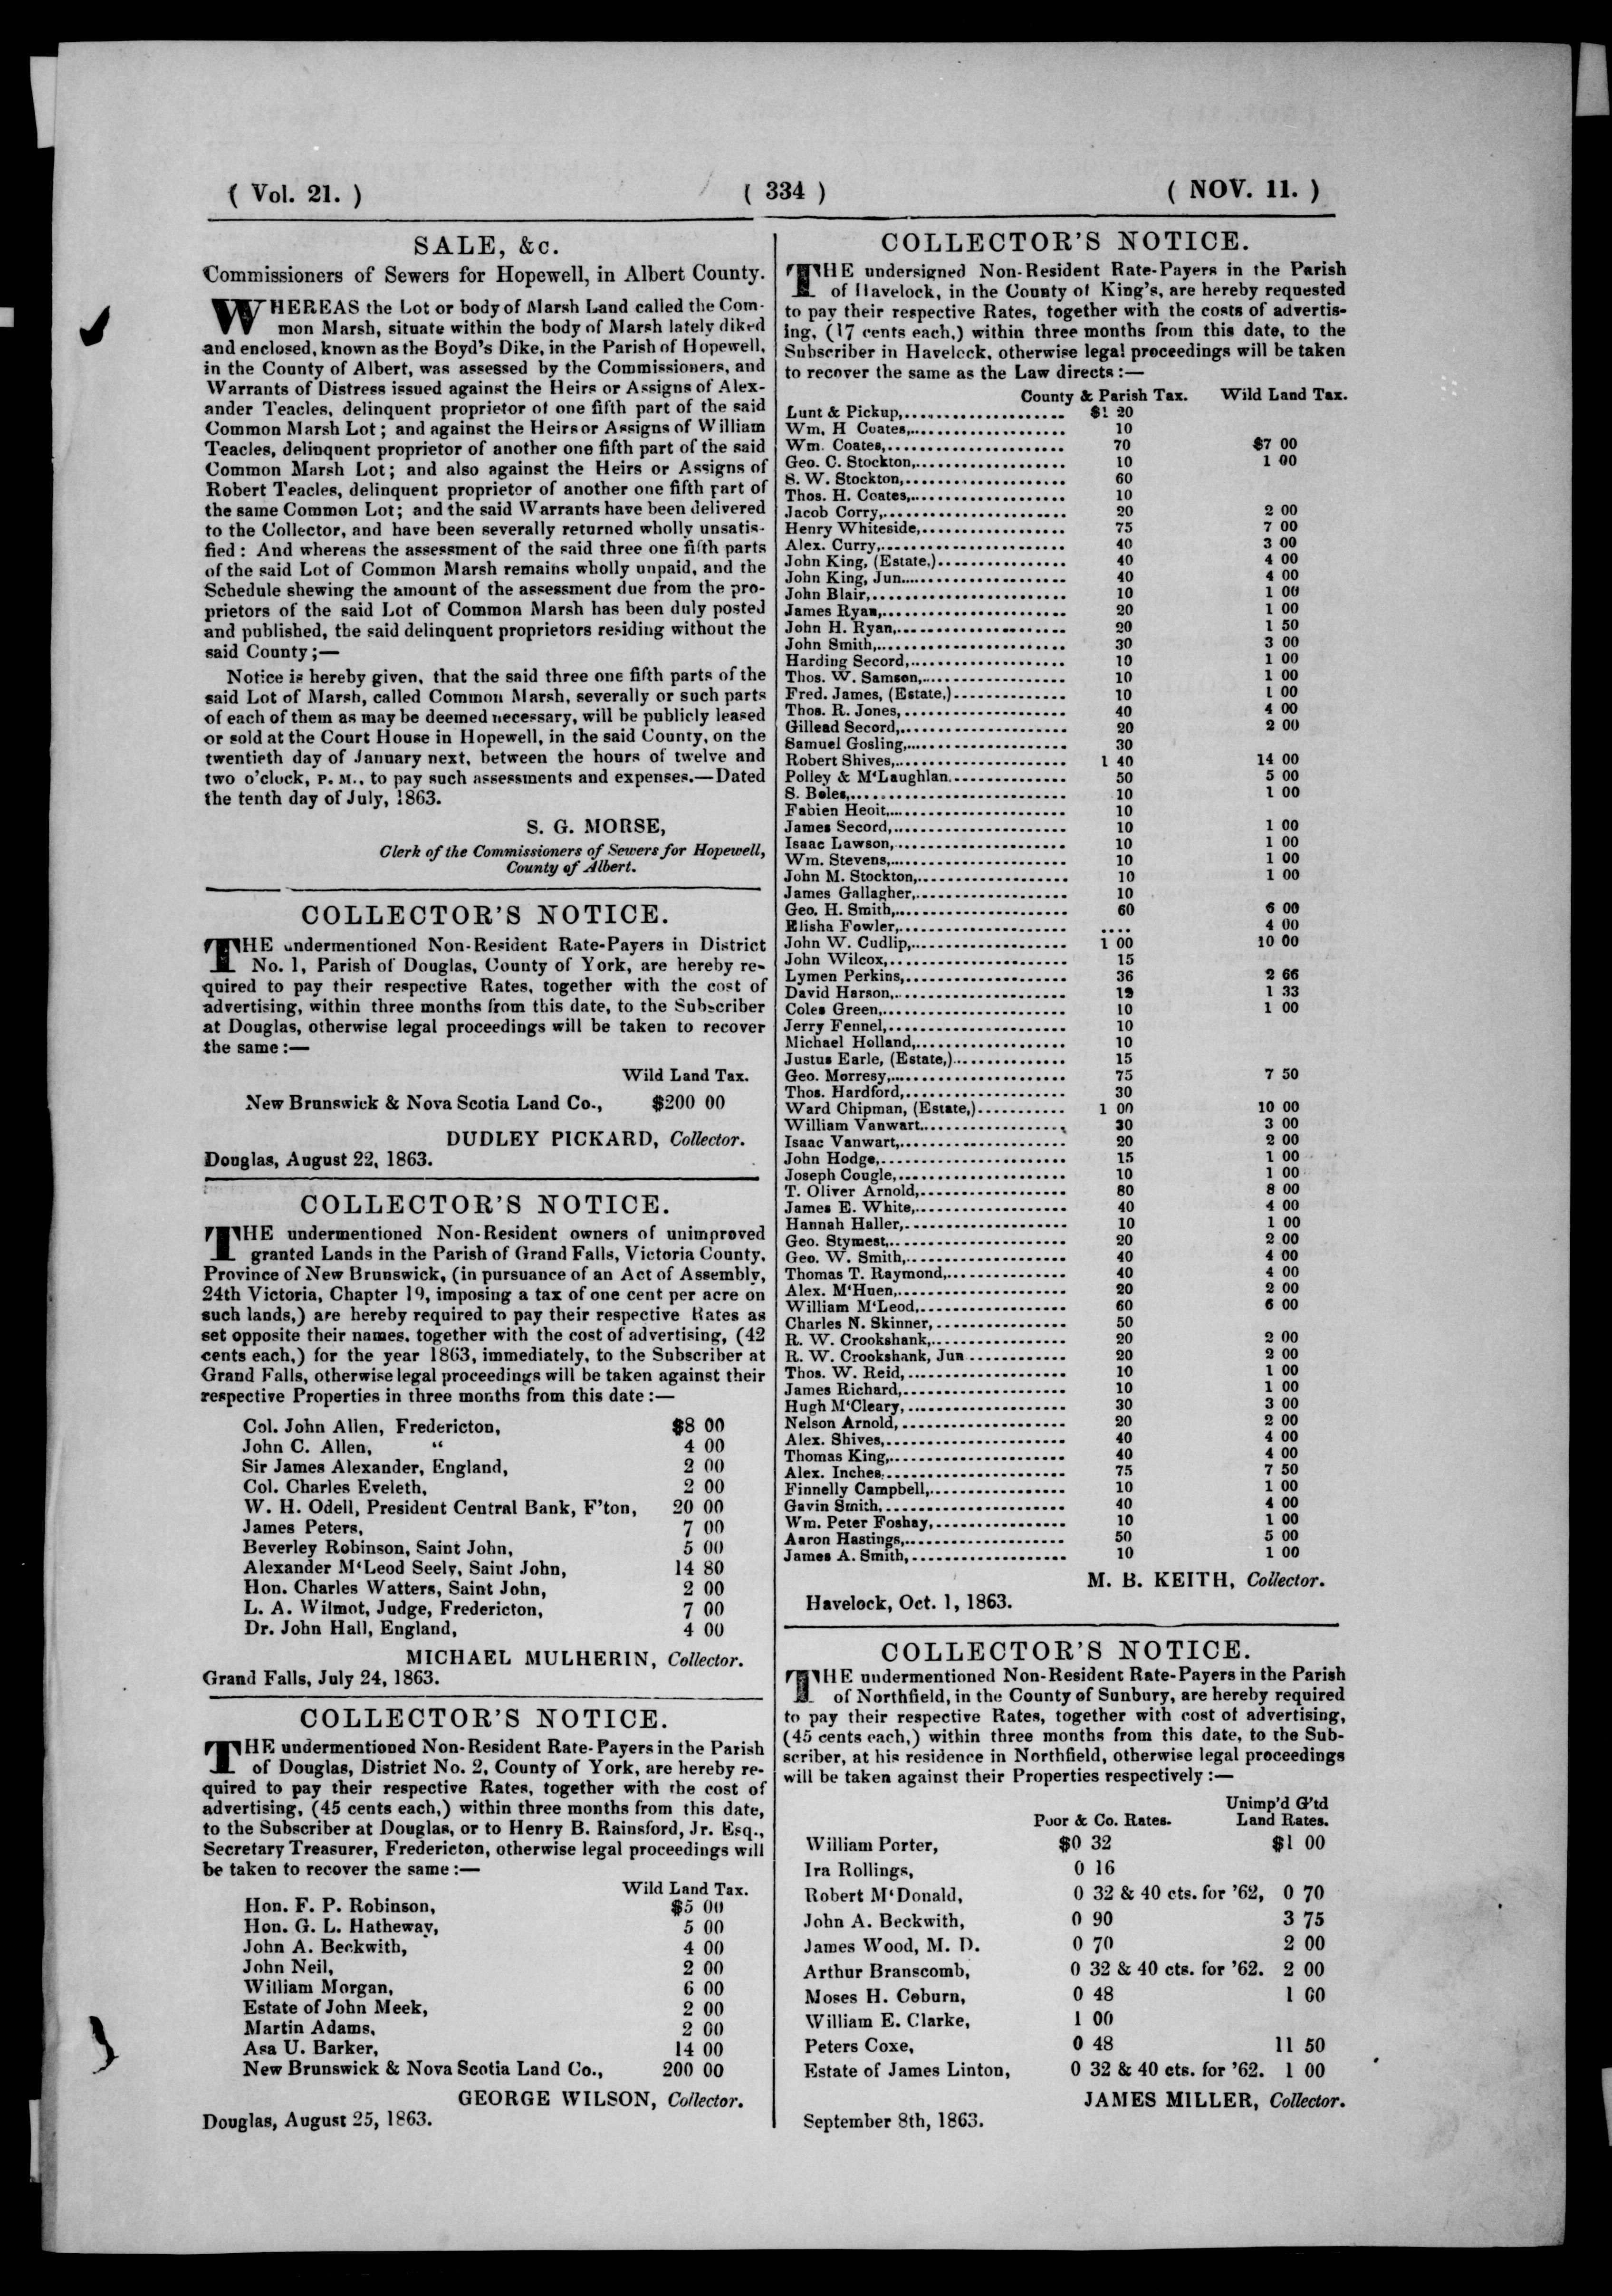 ( Vol. 21. )
( 334 )
( NOV. 11. )
SALE, &c.
Commissioners of Sewers for Hopewell, in Albert County.
WHEREAS the Lot or body of Marsh Land called the Com-
mon Marsh, situate within the body of Marsh lately diked
and enclosed, known as the Boyd's Dike, in the Parish of Hopewell,
in the County of Albert, was assessed by the Commissioners, and
Warrants of Distress issued against the Heirs or Assigns of Alex-
ander Teacles, delinquent proprietor of one fifth part of the said
Common Marsh Lot; and against the Heirs or Assigns of William
Teacles, delinquent proprietor of another one fifth part of the said
Common Marsh Lot; and also against the Heirs or Assigns of
Robert Teacles, delinquent proprietor of another one fifth part of
the same Common Lot; and the said Warrants have been delivered
to the Collector, and have been severally returned wholly unsatis-
fied: And whereas the assessment of the said three one fifth parts
of the said Lot of Common Marsh remains wholly unpaid, and the
Schedule shewing the amount of the assessment due from the pro-
prietors of the said Lot of Common Marsh has been duly posted
and published, the said delinquent proprietors residing without the
said County;—
Notice is hereby given, that the said three one fifth parts of the
said Lot of Marsh, called Common Marsh, severally or such parts
of each of them as may be deemed necessary, will be publicly leased
or sold at the Court House in Hopewell, in the said County, on the
twentieth day of January next, between the hours of twelve and
two o'clock, P. M., to pay such assessments and expenses.—Dated
the tenth day of July, 1863.
S. G. MORSE,
Clerk of the Commissioners of Sewers for Hopewell,
County of Albert.
COLLECTOR'S NOTICE.
THE undermentioned Non-Resident Rate-Payers in District
No. 1, Parish of Douglas, County of York, are hereby re-
quired to pay their respective Rates, together with the cost of
advertising, within three months from this date, to the Subscriber
at Douglas, otherwise legal proceedings will be taken to recover
the same:—
Wild Land Tax.
New Brunswick & Nova Scotia Land Co., $200 00
DUDLEY PICKARD, Collector.
Douglas, August 22, 1863.
COLLECTOR'S NOTICE.
THE undermentioned Non-Resident owners of unimproved
granted Lands in the Parish of Grand Falls, Victoria County,
Province of New Brunswick, (in pursuance of an Act of Assembly,
24th Victoria, Chapter 19, imposing a tax of one cent per acre on
such lands,) are hereby required to pay their respective Rates as
set opposite their names, together with the cost of advertising, (42
cents each,) for the year 1863, immediately, to the Subscriber at
Grand Falls, otherwise legal proceedings will be taken against their
respective Properties in three months from this date:—
Col. John Allen, Fredericton, $8 00
John C. Allen, " 4 00
Sir James Alexander, England, 2 00
Col. Charles Eveleth, 2 00
W. H. Odell, President Central Bank, F'ton, 20 00
James Peters, 7 00
Beverley Robinson, Saint John, 5 00
Alexander M'Leod Seely, Saint John, 14 80
Hon. Charles Watters, Saint John, 2 00
L. A. Wilmot, Judge, Fredericton, 7 00
Dr. John Hall, England, 4 00
MICHAEL MULHERIN, Collector.
Grand Falls, July 24, 1863.
COLLECTOR'S NOTICE.
THE undermentioned Non-Resident Rate-Payers in the Parish
of Douglas, District No. 2, County of York, are hereby re-
quired to pay their respective Rates, together with the cost of
advertising, (45 cents each,) within three months from this date,
to the Subscriber at Douglas, or to Henry B. Rainsford, Jr. Esq.,
Secretary Treasurer, Fredericton, otherwise legal proceedings will
be taken to recover the same:—
Wild Land Tax.
Hon. F. P. Robinson, $5 00
Hon. G. L. Hatheway, 5 00
John A. Beckwith, 4 00
John Neil, 2 00
William Morgan, 6 00
Estate of John Meek, 2 00
Martin Adams, 2 00
Asa U. Barker, 14 00
New Brunswick & Nova Scotia Land Co., 200 00
GEORGE WILSON, Collector.
Douglas, August 25, 1863.
COLLECTOR'S NOTICE.
THE undersigned Non-Resident Rate-Payers in the Parish
of Havelock, in the County of King's, are hereby requested
to pay their respective Rates, together with the costs of advertis-
ing, (17 cents each,) within three months from this date, to the
Subscriber in Havelock, otherwise legal proceedings will be taken
to recover the same as the Law directs:—
County & Parish Tax. Wild Land Tax.
Lunt & Pickup, $1 20
Wm. H Coates, 10
Wm. Coates, 70 $7 00
Geo. C. Stockton, 10 1 00
S. W. Stockton, 60
Thos. H. Coates, 10
Jacob Corry, 20 2 00
Henry Whiteside, 75 7 00
Alex. Curry, 40 3 00
John King, (Estate,) 40 4 00
John King, Jun. 40 4 00
John Blair, 10 1 00
James Ryan, 20 1 00
John H. Ryan, 20 1 50
John Smith, 30 3 00
Harding Secord, 10 1 00
Thos. W. Samson, 10 1 00
Fred. James, (Estate,) 10 1 00
Thos. R. Jones, 40 4 00
Gillead Secord, 20 2 00
Samuel Gosling, 30
Robert Shives, 1 40 14 00
Polley & M'Laughlan. 50 5 00
S. Boles, 10 1 00
Fabien Heoit, 10
James Secord, 10 1 00
Isaac Lawson, 10 1 00
Wm. Stevens, 10 1 00
John M. Stockton, 10 1 00
James Gallagher, 10
Geo. H. Smith, 60 6 00
Elisha Fowler, .... 4 00
John W. Cudlip, 1 00 10 00
John Wilcox, 15
Lymen Perkins, 36 2 66
David Harson, 19 1 33
Coles Green, 10 1 00
Jerry Fennel, 10
Michael Holland, 10
Justus Earle, (Estate,) 15
Geo. Morresy, 75 7 50
Thos. Hardford, 30
Ward Chipman, (Estate,) 1 00 10 00
William Vanwart. 30 3 00
Isaac Vanwart, 20 2 00
John Hodge, 15 1 00
Joseph Cougle, 10 1 00
T. Oliver Arnold, 80 8 00
James E. White, 40 4 00
Hannah Haller, 10 1 00
Geo. Stymest, 20 2 00
Geo. W. Smith, 40 4 00
Thomas T. Raymond, 40 4 00
Alex. M'Huen, 20 2 00
William M'Leod, 60 6 00
Charles N. Skinner, 50
R. W. Crookshank, 20 2 00
R. W. Crookshank, Jun 20 2 00
Thos. W. Reid, 10 1 00
James Richard, 10 1 00
Hugh M'Cleary, 30 3 00
Nelson Arnold, 20 2 00
Alex. Shives, 40 4 00
Thomas King, 40 4 00
Alex. Inches, 75 7 50
Finnelly Campbell, 10 1 00
Gavin Smith, 40 4 00
Wm. Peter Foshay, 10 1 00
Aaron Hastings, 50 5 00
James A. Smith, 10 1 00
M. B. KEITH, Collector.
Havelock, Oct. 1, 1863.
COLLECTOR'S NOTICE.
THE undermentioned Non-Resident Rate-Payers in the Parish
of Northfield, in the County of Sunbury, are hereby required
to pay their respective Rates, together with cost of advertising,
(45 cents each,) within three months from this date, to the Sub-
scriber, at his residence in Northfield, otherwise legal proceedings
will be taken against their Properties respectively:—
Unimp'd G'td
Poor & Co. Rates. Land Rates.
William Porter, $0 32 $1 00
Ira Rollings, 0 16
Robert M'Donald, 0 32 & 40 cts. for '62, 0 70
John A. Beckwith, 0 90 3 75
James Wood, M. D. 0 70 2 00
Arthur Branscomb, 0 32 & 40 cts. for '62. 2 00
Moses H. Coburn, 0 48 1 00
William E. Clarke, 1 00
Peters Coxe, 0 48 11 50
Estate of James Linton, 0 32 & 40 cts. for '62. 1 00
JAMES MILLER, Collector.
September 8th, 1863.